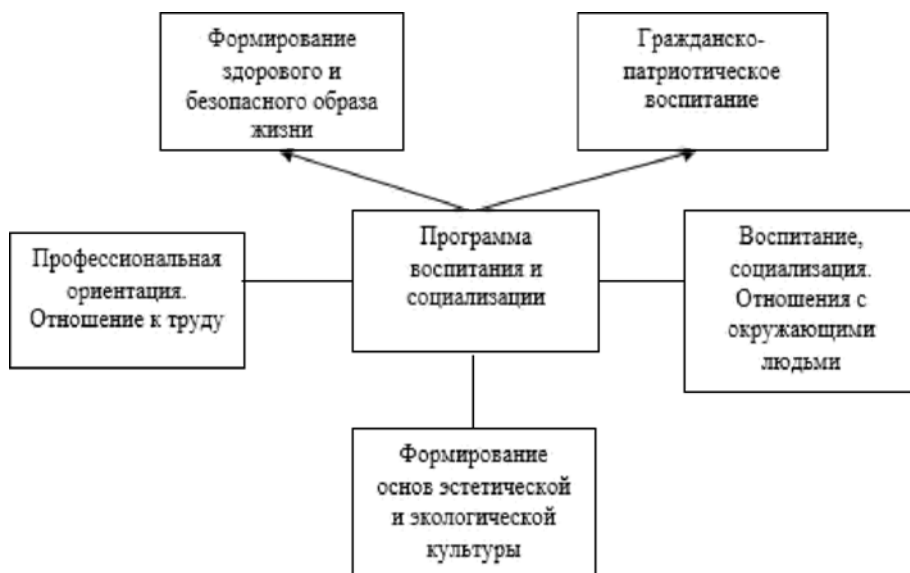 Формирование
здорового и
безопасного образа
жизни
Гражданско-
патриотическое
воспитание
Профессиональная
ориентация.
Отношение к труду
Программа
воспитания и
социализации
Воспитание,
социализация.
Отношения с
окружающими
людьми
Формирование
основ эстетической
и экологической
культуры